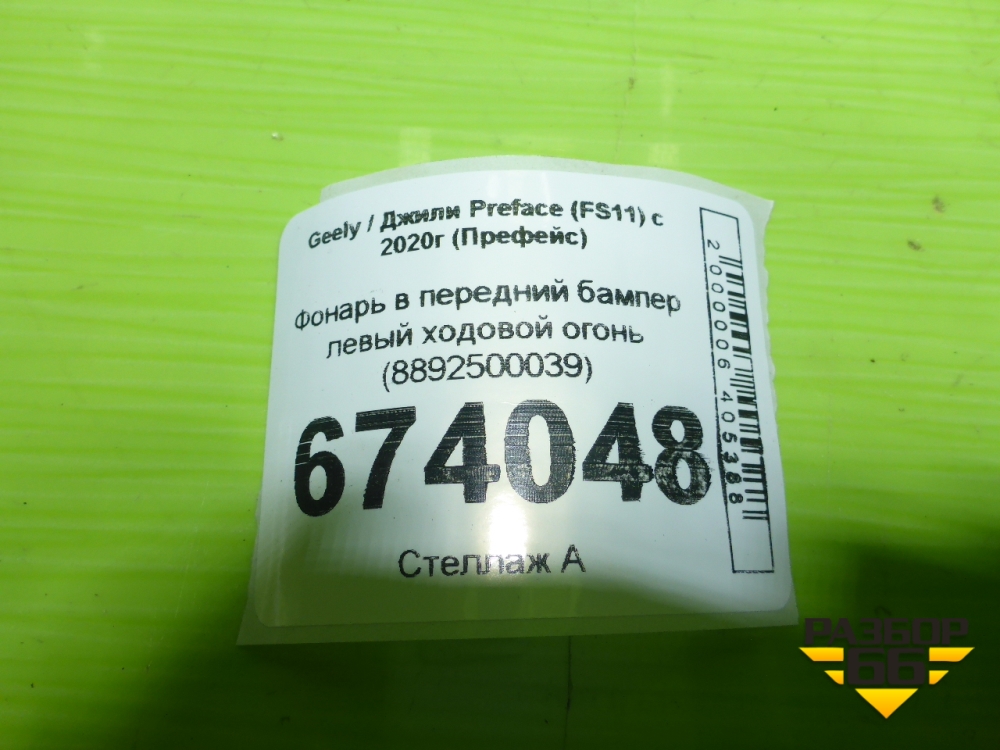 Geely / Джили Preface (FS11) с
2020г (Префейс)
Фонарь в передний бампер
левый ходовой огонь
(8892500039)
674048
Стеллаж А
2000006405388
РАЗБОР
66